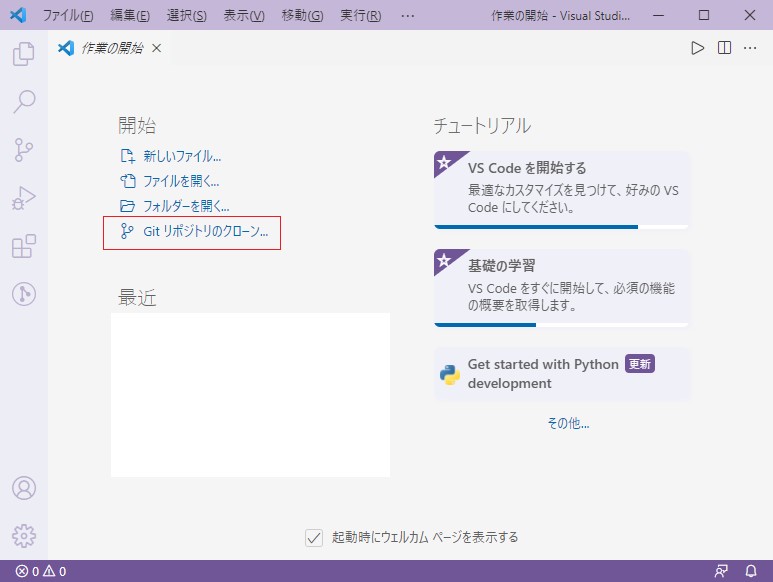 ファイル(F) 編集(E) 選択(S) 表示(V) 移動(G) 実行(R) ··· 作業の開始 - Visual Studi...
作業の開始
開始
新しいファイル...
ファイルを開く...
フォルダーを開く...
Git リポジトリのクローン...
最近
チュートリアル
VS Code を開始する
最適なカスタマイズを見つけて、好みの VS
Code にしてください。
基礎の学習
VS Code をすぐに開始して、必須の機能
の概要を取得します。
Get started with Python 更新
development
その他...
起動時にウェルカム ページを表示する
0 0